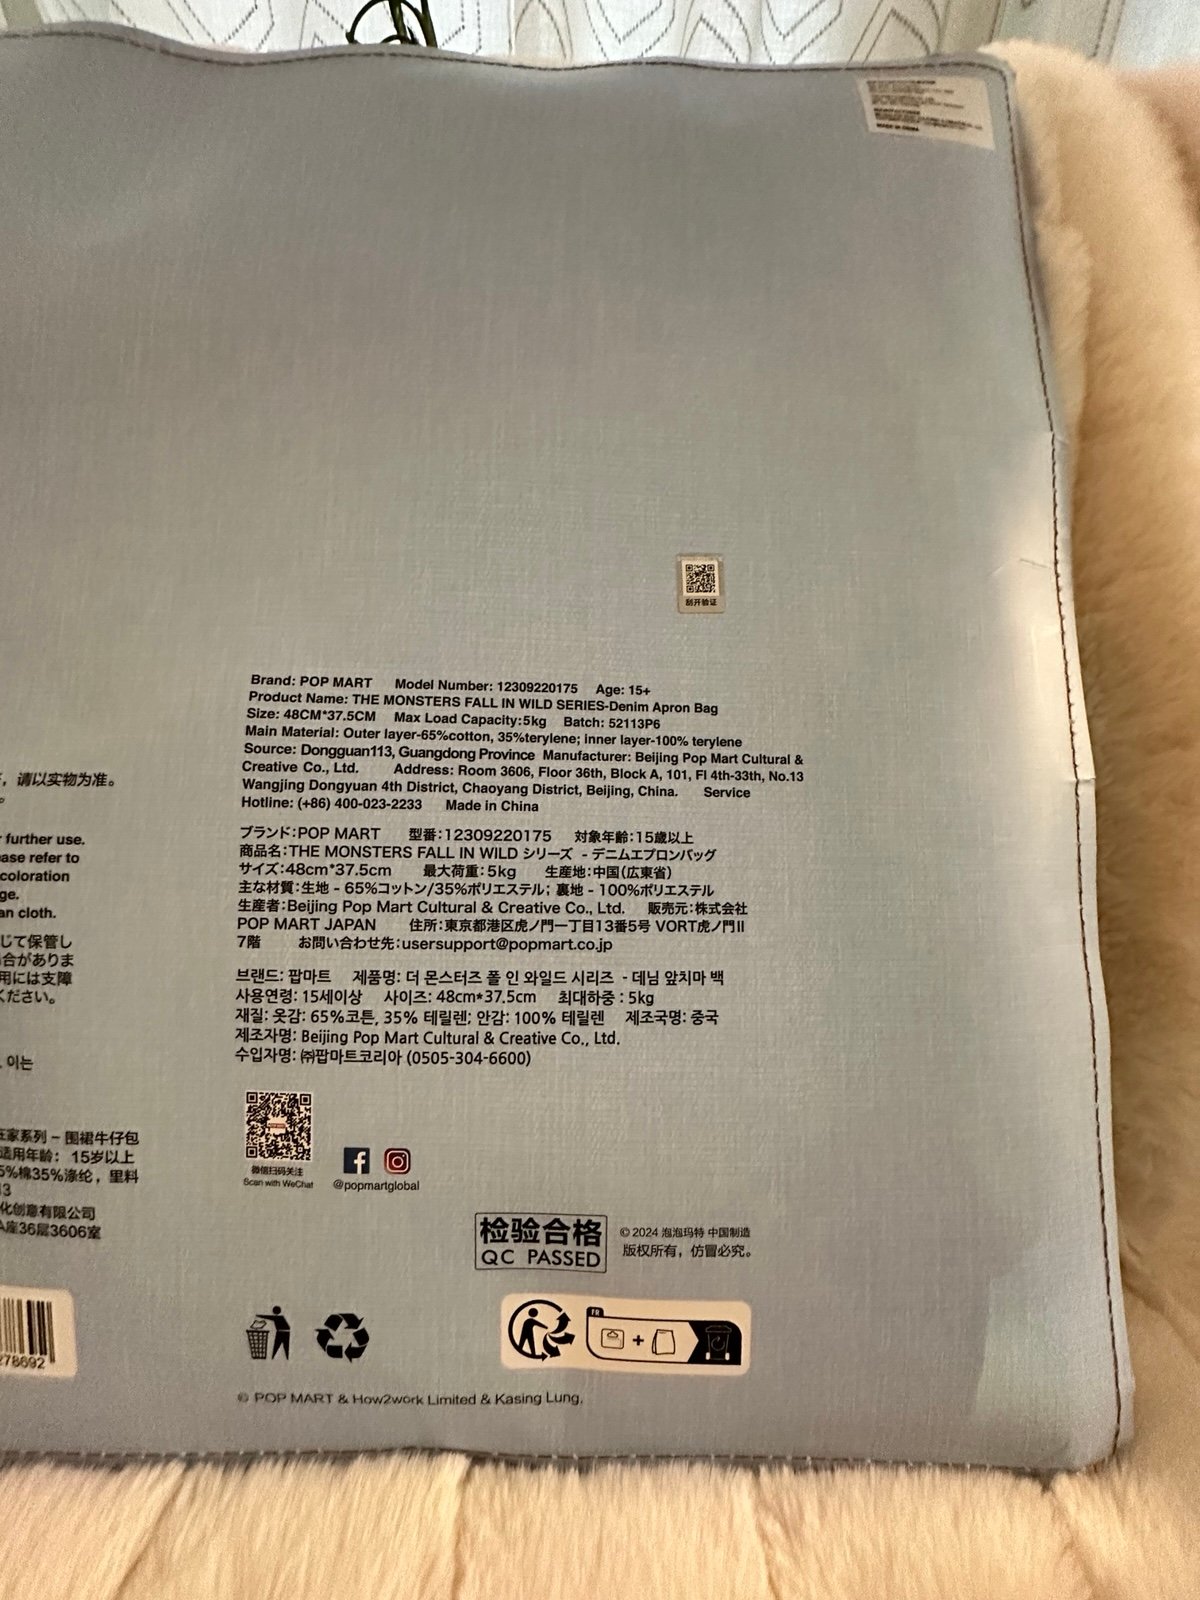 MADE IN CHINA
刮开验证
Brand: POP MART Model Number: 12309220175 Age: 15+
Product Name: THE MONSTERS FALL IN WILD SERIES-Denim Apron Bag
Size: 48CM*37.5CM Max Load Capacity:5kg Batch: 52113P6
Main Material: Outer layer-65%cotton, 35%terylene; inner layer-100% terylene
Source: Dongguan113, Guangdong Province Manufacturer: Beijing Pop Mart Cultural &
Creative Co., Ltd. Address: Room 3606, Floor 36th, Block A, 101, Fl 4th-33th, No.13
Wangjing Dongyuan 4th District, Chaoyang District, Beijing, China. Service
Hotline: (+86) 400-023-2233 Made in China
ブランド:POP MART 型番:12309220175 対象年齢:15歳以上
商品名:THE MONSTERS FALL IN WILD シリーズ - デニムエプロンバッグ
サイズ:48cm*37.5cm 最大荷重:5kg 生産地:中国(広東省)
主な材質:生地 - 65%コットン/35%ポリエステル; 裏地 - 100%ポリエステル
生産者:Beijing Pop Mart Cultural & Creative Co., Ltd. 販売元:株式会社
POP MART JAPAN 住所:東京都港区虎ノ門一丁目13番5号 VORT虎ノ門II
7階 お問い合わせ先:usersupport@popmart.co.jp
브랜드: 팝마트 제품명: 더 몬스터즈 폴 인 와일드 시리즈 - 데님 앞치마 백
사용연령: 15세이상 사이즈: 48cm*37.5cm 최대하중 : 5kg
재질: 옷감: 65%코튼, 35% 테릴렌; 안감: 100% 테릴렌 제조국명: 중국
제조자명: Beijing Pop Mart Cultural & Creative Co., Ltd.
수입자명: ㈜팝마트코리아 (0505-304-6600)
，请以实物为准。
further use.
ase refer to
coloration
ge.
an cloth.
じて保管し
場合がありま
用には支障
ください。
이는
在家系列 – 围裙牛仔包
适用年龄： 15岁以上
5%棉35%涤纶，里料
13
化创意有限公司
A座36层3606室
278692
微信扫码关注
Scan with WeChat
@popmartglobal
检验合格
QC PASSED
© 2024 泡泡玛特 中国制造
版权所有，仿冒必究。
FR
+
© POP MART & How2work Limited & Kasing Lung.